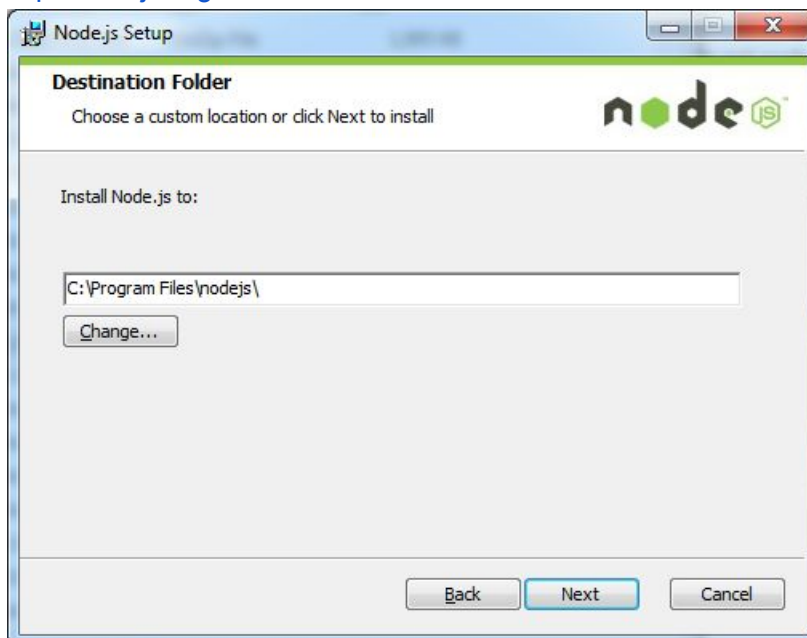 Node.js Setup
Destination Folder
Choose a custom location or click Next to install
node JS
Install Node.js to:
C:\Program Files\nodejs\
Change...
Back Next Cancel